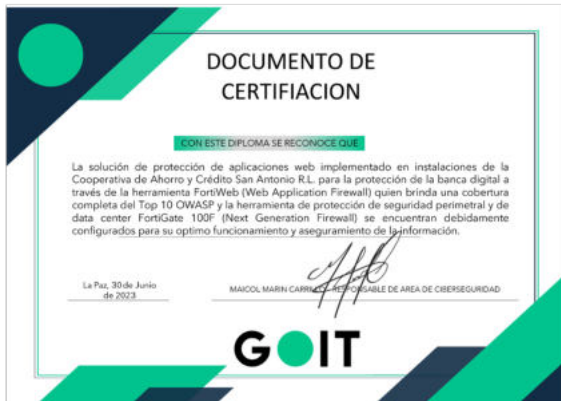 DOCUMENTO DE
CERTIFIACION
CON ESTE DIPLOMA SE RECONOCE QUE
La solución de protección de aplicaciones web implementado en instalaciones de la
Cooperativa de Ahorro y Crédito San Antonio R.L. para la protección de la banca digital a
través de la herramienta FortiWeb (Web Application Firewall) quien brinda una cobertura
completa del Top 10 OWASP y la herramienta de protección de seguridad perimetral y de
data center FortiGate 100F (Next Generation Firewall) se encuentran debidamente
configurados para su optimo funcionamiento y aseguramiento de la información.
La Paz, 30 de Junio
de 2023
MAICOL MARIN RESPONSABLE DE AREA DE CIBERSEGURIDAD
GOIT